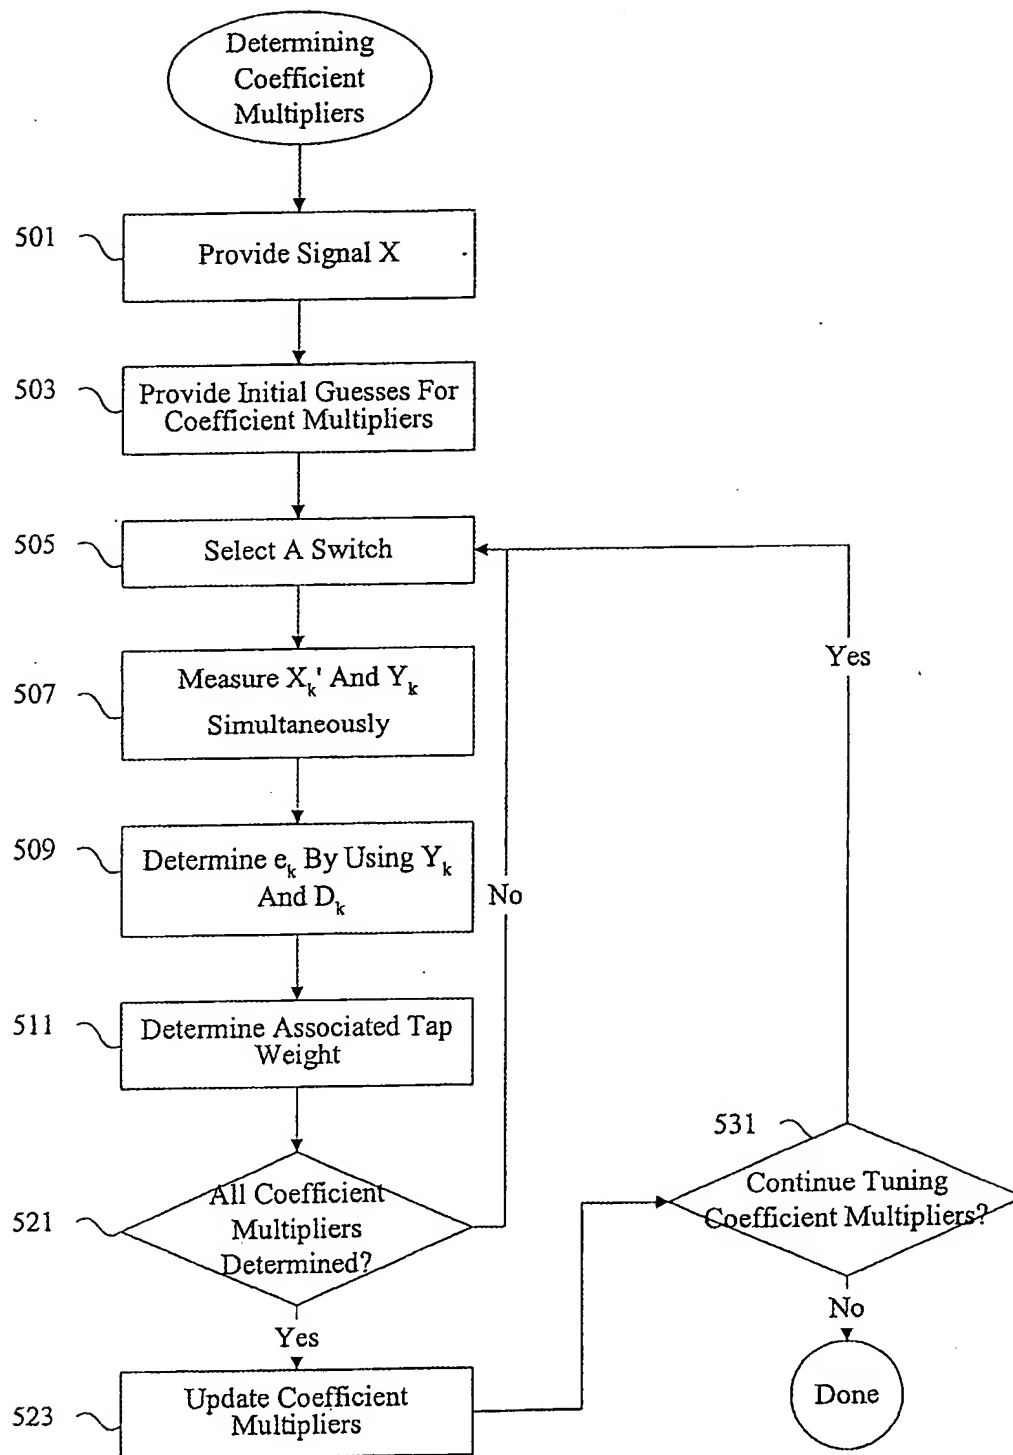 Determining
Coefficient
Multipliers
501
Provide Signal X
503
Provide Initial Guesses For
Coefficient Multipliers
505
Select A Switch
507
Measure Xk' And Yk
Simultaneously
509
Determine ek By Using Yk
And Dk
511
Determine Associated Tap
Weight
521
All Coefficient
Multipliers
Determined?
No
Yes
523
Update Coefficient
Multipliers
531
Continue Tuning
Coefficient Multipliers?
Yes
No
Done